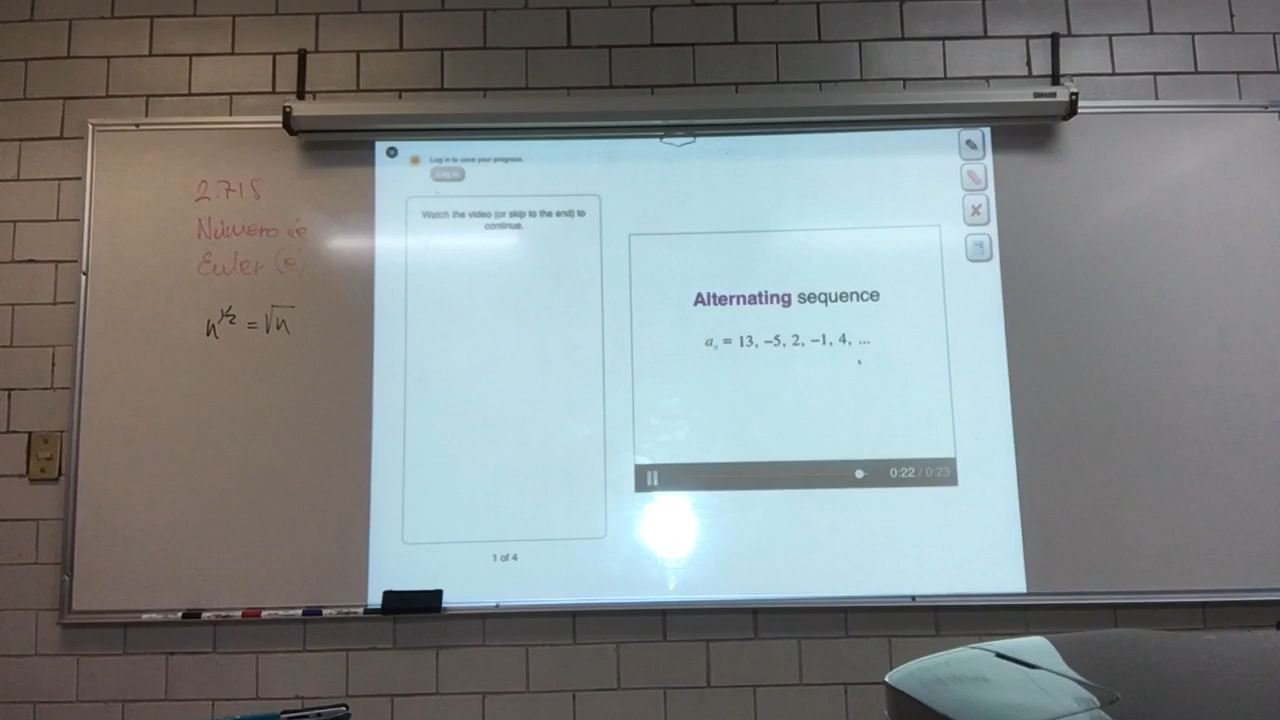 2.718
Número de
Euler (e)
n^1/2 = √n
Log in to save your progress.
Log in
Watch the video (or skip to the end) to
continue.
1 of 4
Alternating sequence
aₙ = 13, −5, 2, −1, 4, ...
0:22 / 0:23